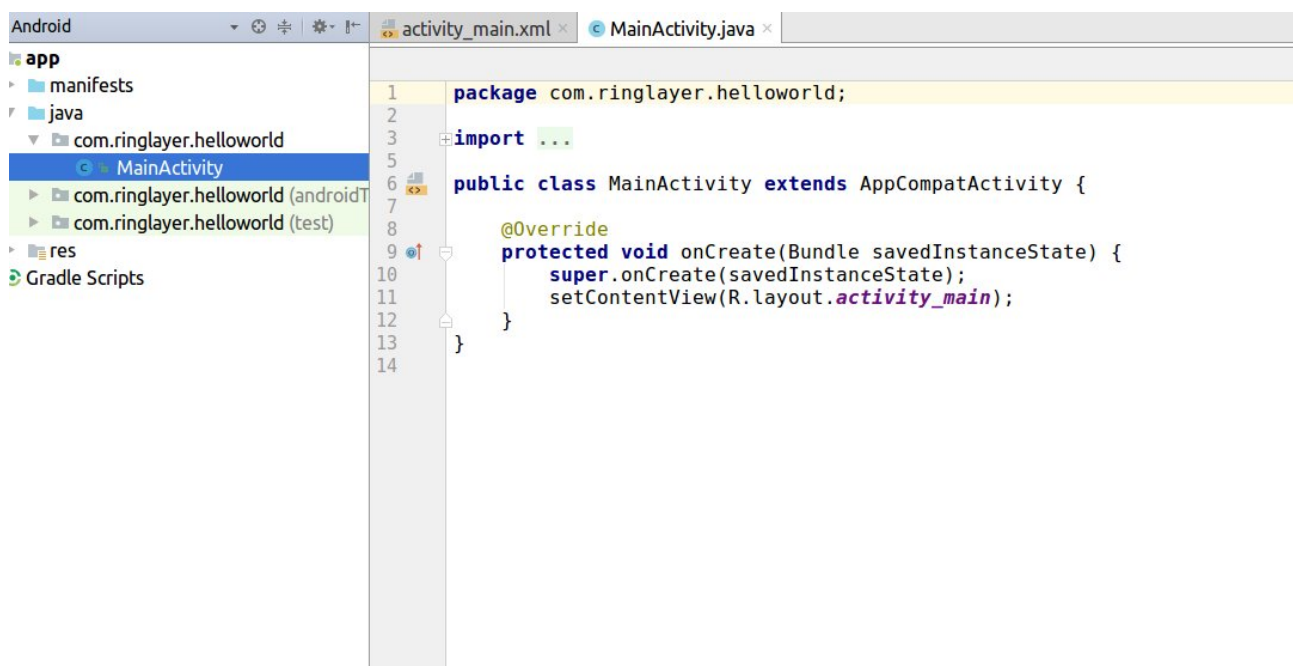 Android
app
manifests
java
com.ringlayer.helloworld
MainActivity
com.ringlayer.helloworld (androidT
com.ringlayer.helloworld (test)
res
Gradle Scripts
activity_main.xml
MainActivity.java
1 package com.ringlayer.helloworld;
2
3 import ...
5
6 public class MainActivity extends AppCompatActivity {
7
8 @Override
9 protected void onCreate(Bundle savedInstanceState) {
10 super.onCreate(savedInstanceState);
11 setContentView(R.layout.activity_main);
12 }
13 }
14